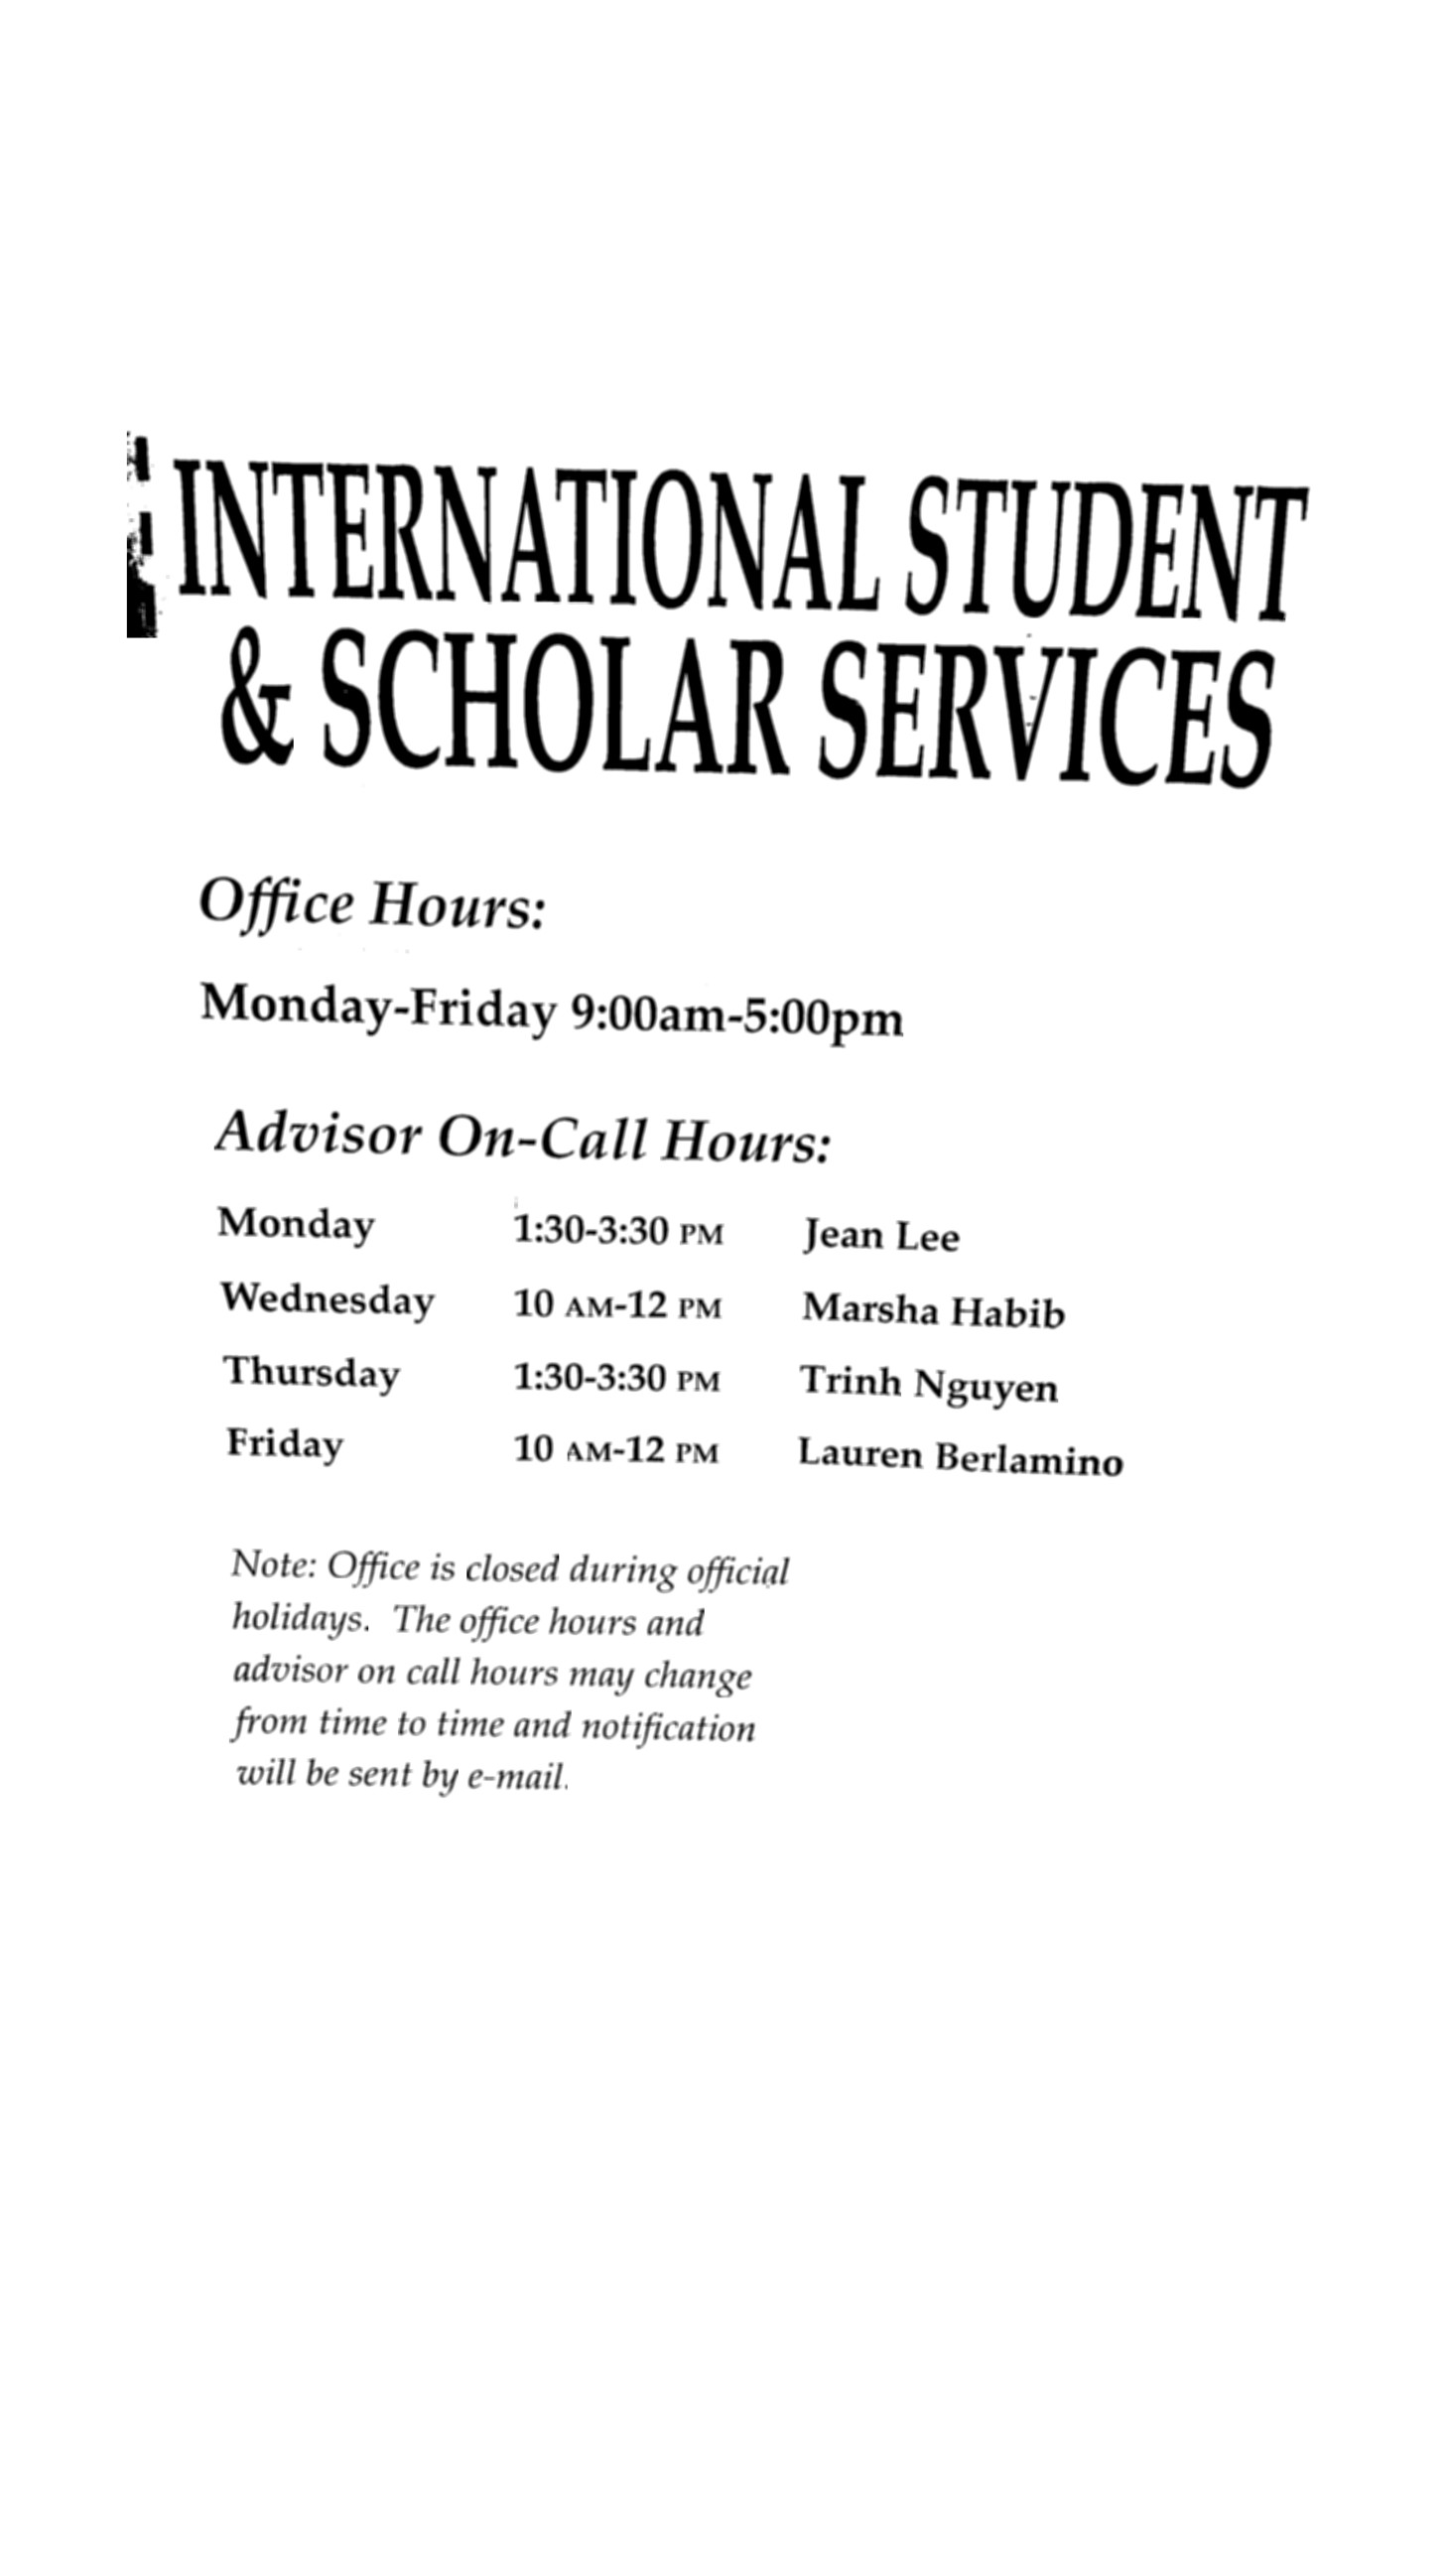 INTERNATIONAL STUDENT
& SCHOLAR SERVICES
Office Hours:
Monday-Friday 9:00am-5:00pm
Advisor On-Call Hours:
Monday 1:30-3:30 PM Jean Lee
Wednesday 10 AM-12 PM Marsha Habib
Thursday 1:30-3:30 PM Trinh Nguyen
Friday 10 AM-12 PM Lauren Berlamino
Note: Office is closed during official
holidays. The office hours and
advisor on call hours may change
from time to time and notification
will be sent by e-mail.